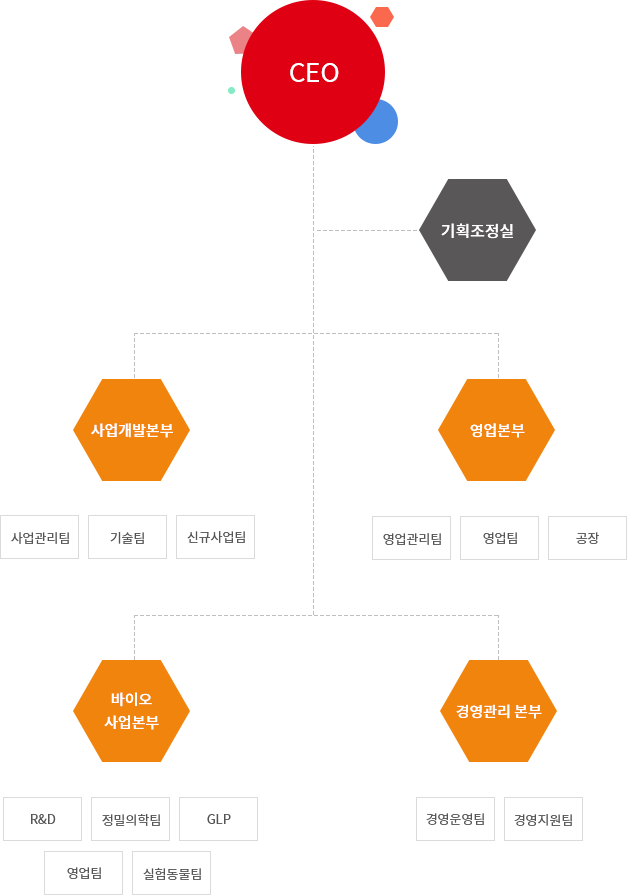 CEO
기획조정실
사업개발본부
영업본부
사업관리팀
기술팀
신규사업팀
영업관리팀
영업팀
공장
바이오
사업본부
경영관리 본부
R&D
정밀의학팀
GLP
영업팀
실험동물팀
경영운영팀
경영지원팀